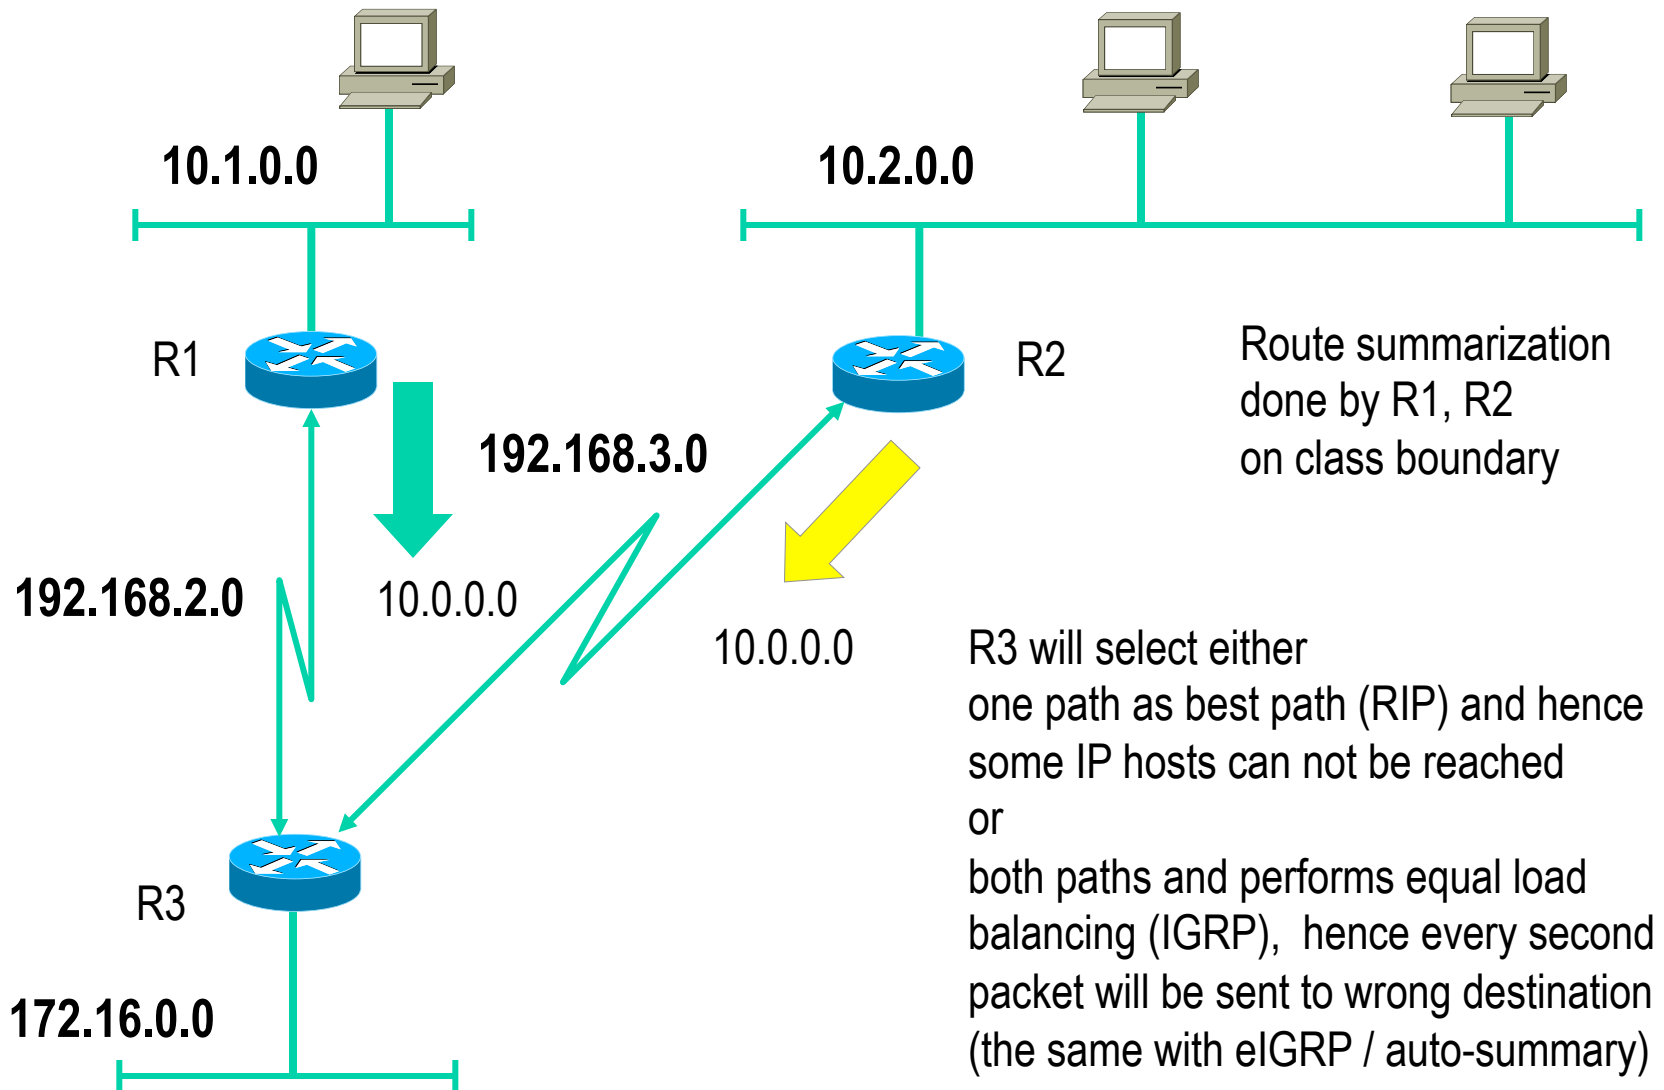 10.1.0.0
10.2.0.0
R1
R2
Route summarization
done by R1, R2
on class boundary
192.168.3.0
192.168.2.0
10.0.0.0
10.0.0.0
R3 will select either
one path as best path (RIP) and hence
some IP hosts can not be reached
or
both paths and performs equal load
balancing (IGRP), hence every second
packet will be sent to wrong destination
(the same with eIGRP / auto-summary)
R3
172.16.0.0